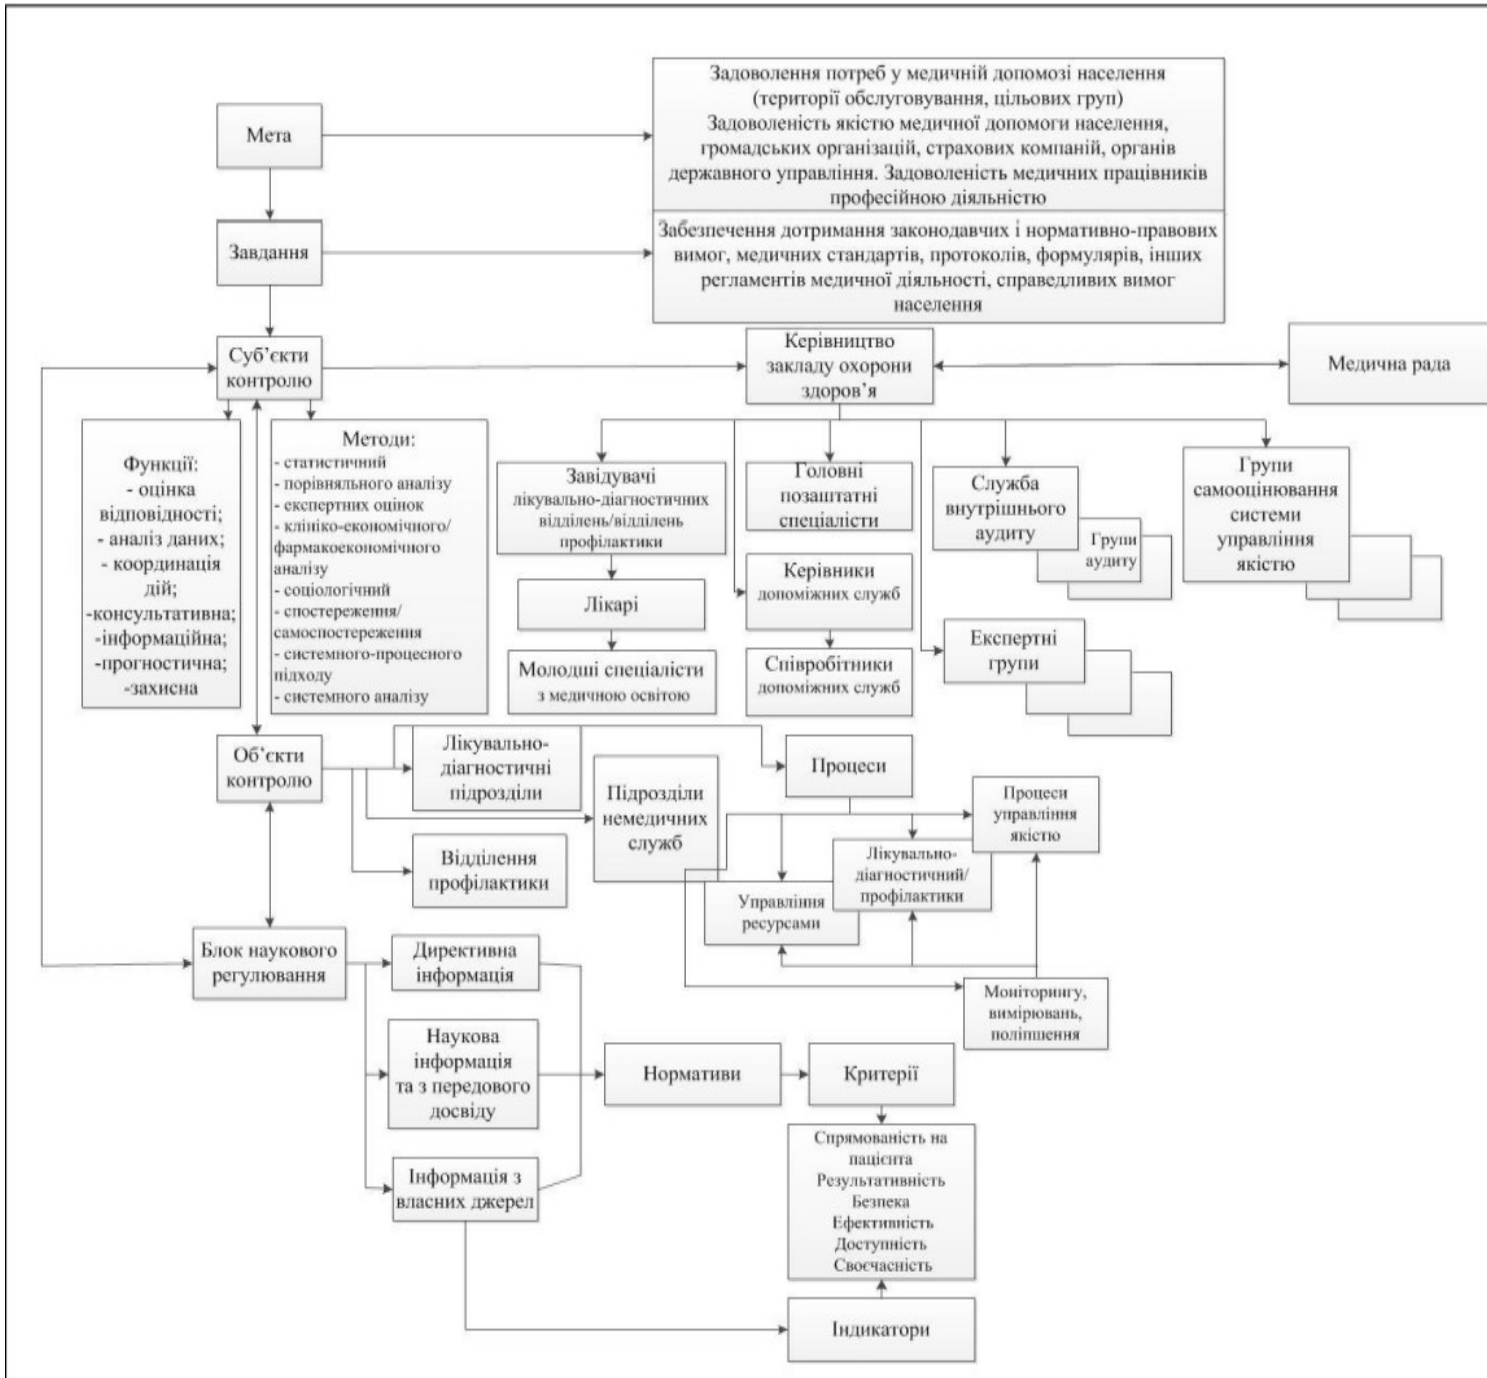 Мета
Задоволення потреб у медичній допомозі населення
(території обслуговування, цільових груп)
Задоволеність якістю медичної допомоги населення,
громадських організацій, страхових компаній, органів
державного управління. Задоволеність медичних працівників
професійною діяльністю
Завдання
Забезпечення дотримання законодавчих і нормативно-правових
вимог, медичних стандартів, протоколів, формулярів, інших
регламентів медичної діяльності, справедливих вимог
населення
Суб’єкти
контролю
Керівництво
закладу охорони
здоров’я
Медична рада
Функції:
- оцінка
відповідності;
- аналіз даних;
- координація
дій;
-консультативна;
-інформаційна;
-прогностична;
-захисна
Методи:
- статистичний
- порівняльного аналізу
- експертних оцінок
- клініко-економічного/
фармакоекономічного
аналізу
- соціологічний
- спостереження/
самоспостереження
- системного-процесного
підходу
- системного аналізу
Завідувачі
лікувально-діагностичних
відділень/відділень
профілактики
Лікарі
Молодші спеціалісти
з медичною освітою
Головні
позаштатні
спеціалісти
Керівники
допоміжних служб
Співробітники
допоміжних служб
Служба
внутрішнього
аудиту
Групи
аудиту
Експертні
групи
Групи
самооцінювання
системи
управління
якістю
Об’єкти
контролю
Лікувально-
діагностичні
підрозділи
Відділення
профілактики
Підрозділи
немедичних
служб
Процеси
Процеси
управління
якістю
Лікувально-
діагностичний/
профілактики
Управління
ресурсами
Моніторингу,
вимірювань,
поліпшення
Блок наукового
регулювання
Директивна
інформація
Наукова
інформація
та з передового
досвіду
Інформація з
власних джерел
Нормативи
Критерії
Спрямованість на
пацієнта
Результативність
Безпека
Ефективність
Доступність
Своєчасність
Індикатори